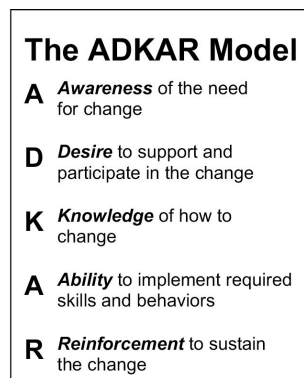 The ADKAR Model
A Awareness of the need
for change
D Desire to support and
participate in the change
K Knowledge of how to
change
A Ability to implement required
skills and behaviors
R Reinforcement to sustain
the change